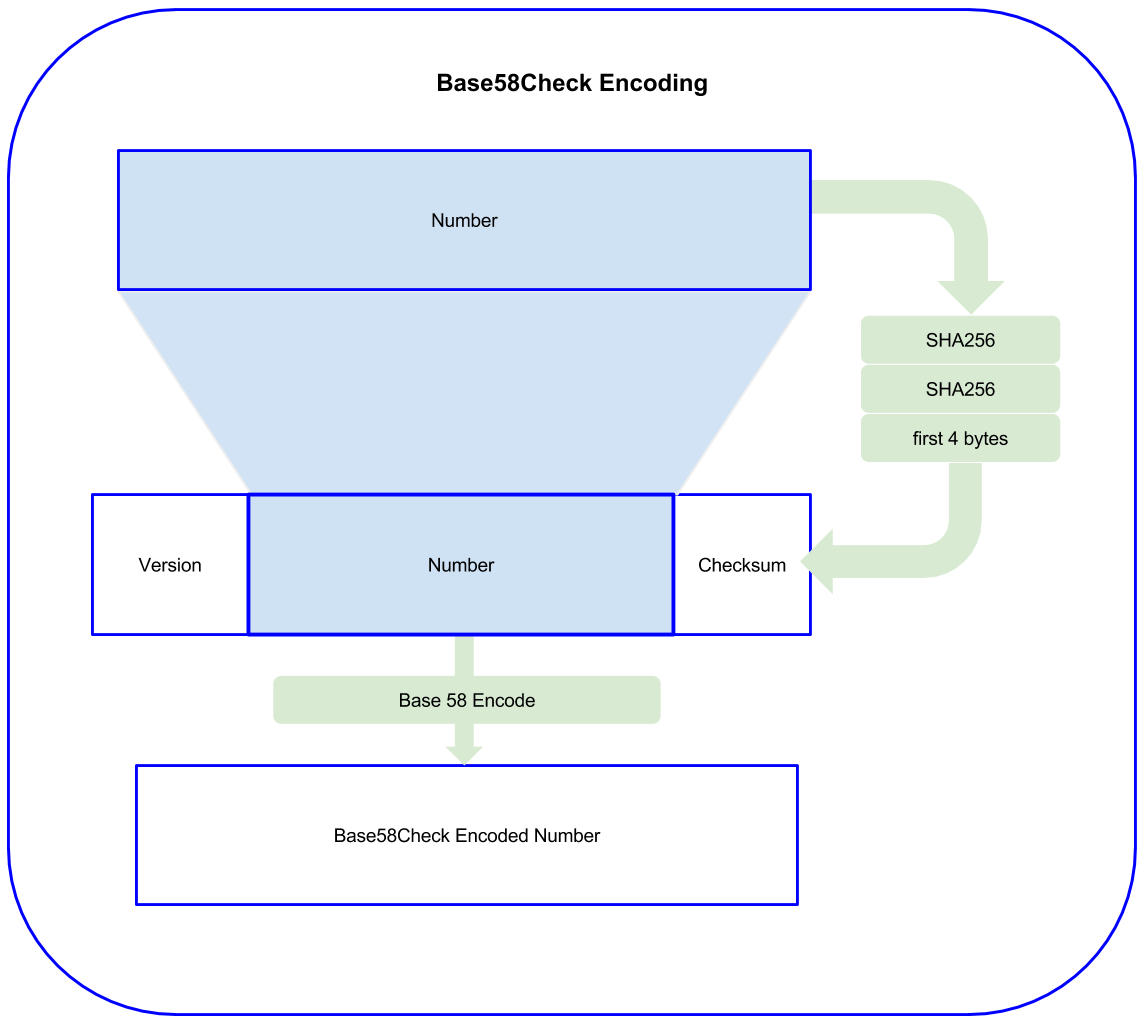 Base58Check Encoding
Number
SHA256
SHA256
first 4 bytes
Version
Number
Checksum
Base 58 Encode
Base58Check Encoded Number